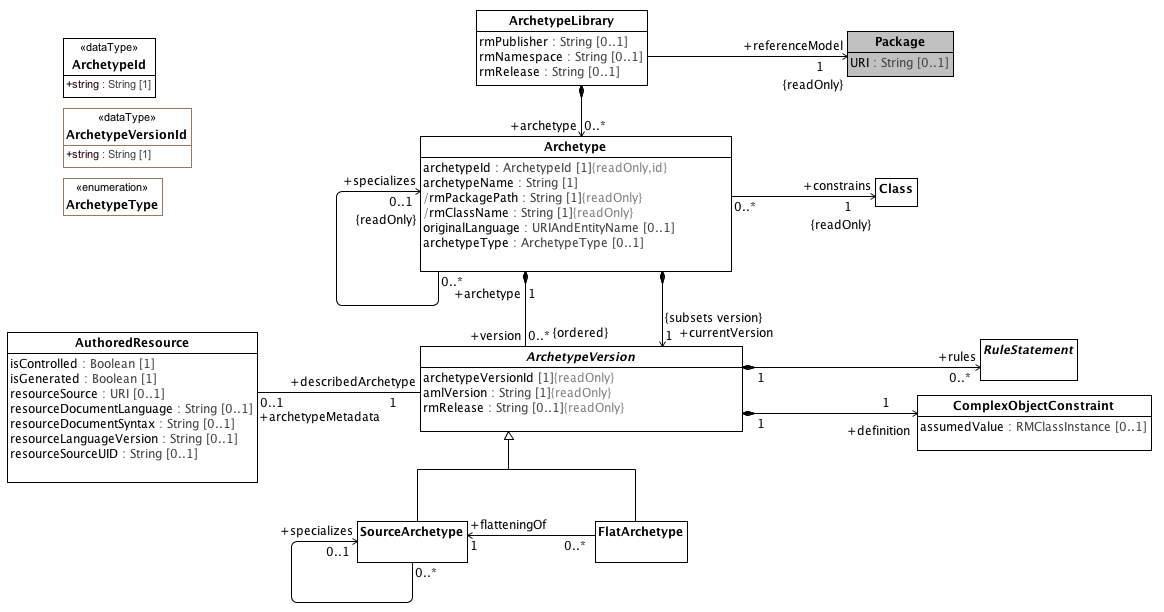 ArchetypeLibrary
rmPublisher : String [0..1]
rmNamespace : String [0..1]
rmRelease : String [0..1]
+referenceModel
1
{readOnly}
Package
URI : String [0..1]
«dataType»
ArchetypeId
+string : String [1]
«dataType»
ArchetypeVersionId
+string : String [1]
«enumeration»
ArchetypeType
+archetype 0..*
Archetype
archetypeId : ArchetypeId [1]{readOnly,id}
archetypeName : String [1]
/rmPackagePath : String [1]{readOnly}
/rmClassName : String [1]{readOnly}
originalLanguage : URIAndEntityName [0..1]
archetypeType : ArchetypeType [0..1]
+specializes
0..1
{readOnly}
0..*
+constrains
0..*
1
{readOnly}
Class
+archetype 1
+version 0..* {ordered}
{subsets version}
1 +currentVersion
AuthoredResource
isControlled : Boolean [1]
isGenerated : Boolean [1]
resourceSource : URI [0..1]
resourceDocumentLanguage : String [0..1]
resourceDocumentSyntax : String [0..1]
resourceLanguageVersion : String [0..1]
resourceSourceUID : String [0..1]
+describedArchetype
0..1
1
+archetypeMetadata
ArchetypeVersion
archetypeVersionId [1]{readOnly}
amlVersion : String [1]{readOnly}
rmRelease : String [0..1]{readOnly}
+rules
1
0..*
RuleStatement
1
1
+definition
ComplexObjectConstraint
assumedValue : RMClassInstance [0..1]
+specializes
0..1
0..*
SourceArchetype
+flatteningOf
1
0..*
FlatArchetype